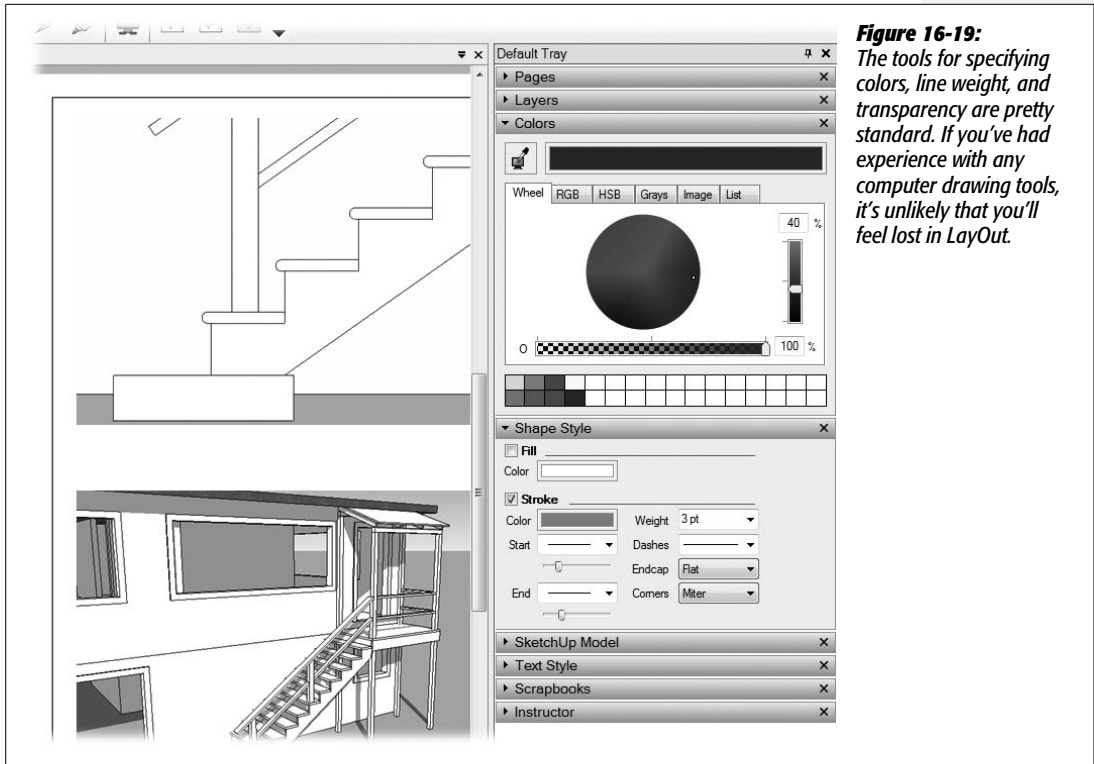 Default Tray
Pages
Layers
Colors
Wheel RGB HSB Grays Image List
40 %
O 100 %
Shape Style
Fill
Color
Stroke
Color Weight 3 pt
Start Dashes
Endcap Flat
End Corners Miter
SketchUp Model
Text Style
Scrapbooks
Instructor
Figure 16-19:
The tools for specifying
colors, line weight, and
transparency are pretty
standard. If you’ve had
experience with any
computer drawing tools,
it’s unlikely that you’ll
feel lost in LayOut.